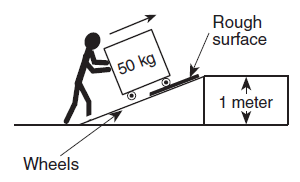 Rough
surface
50 kg
1 meter
Wheels